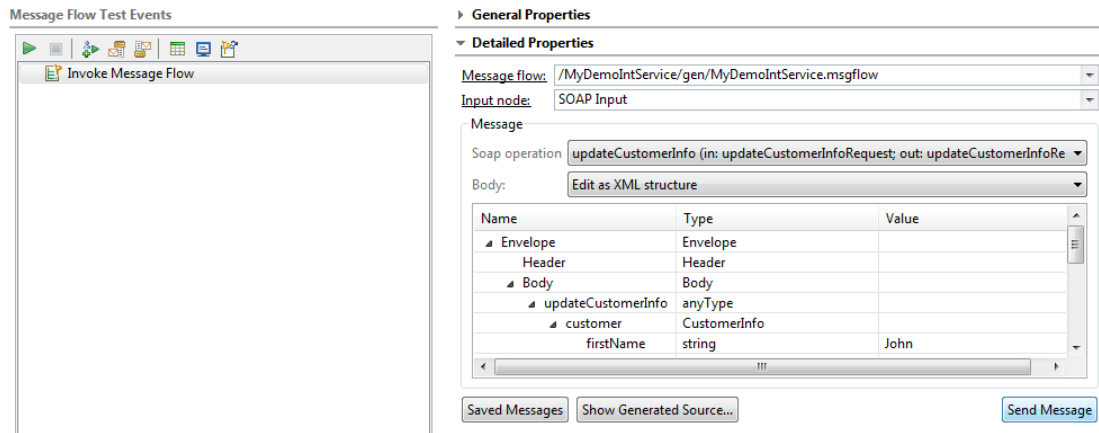 Message Flow Test Events
Invoke Message Flow
General Properties
Detailed Properties
Message flow: /MyDemoIntService/gen/MyDemoIntService.msgflow
Input node: SOAP Input
Message
Soap operation updateCustomerInfo (in: updateCustomerInfoRequest; out: updateCustomerInfoRe
Body: Edit as XML structure
Name Type Value
Envelope Envelope
Header Header
Body Body
updateCustomerInfo anyType
customer CustomerInfo
firstName string John
Saved Messages Show Generated Source... Send Message